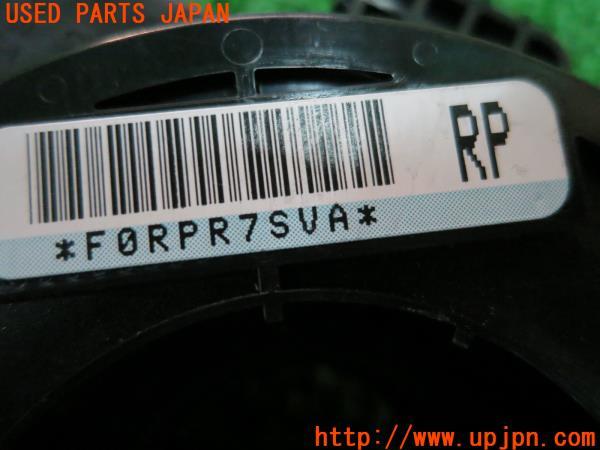 USED PARTS JAPAN
RP
*F0RPR7SVA*
http://www.upjpn.com/